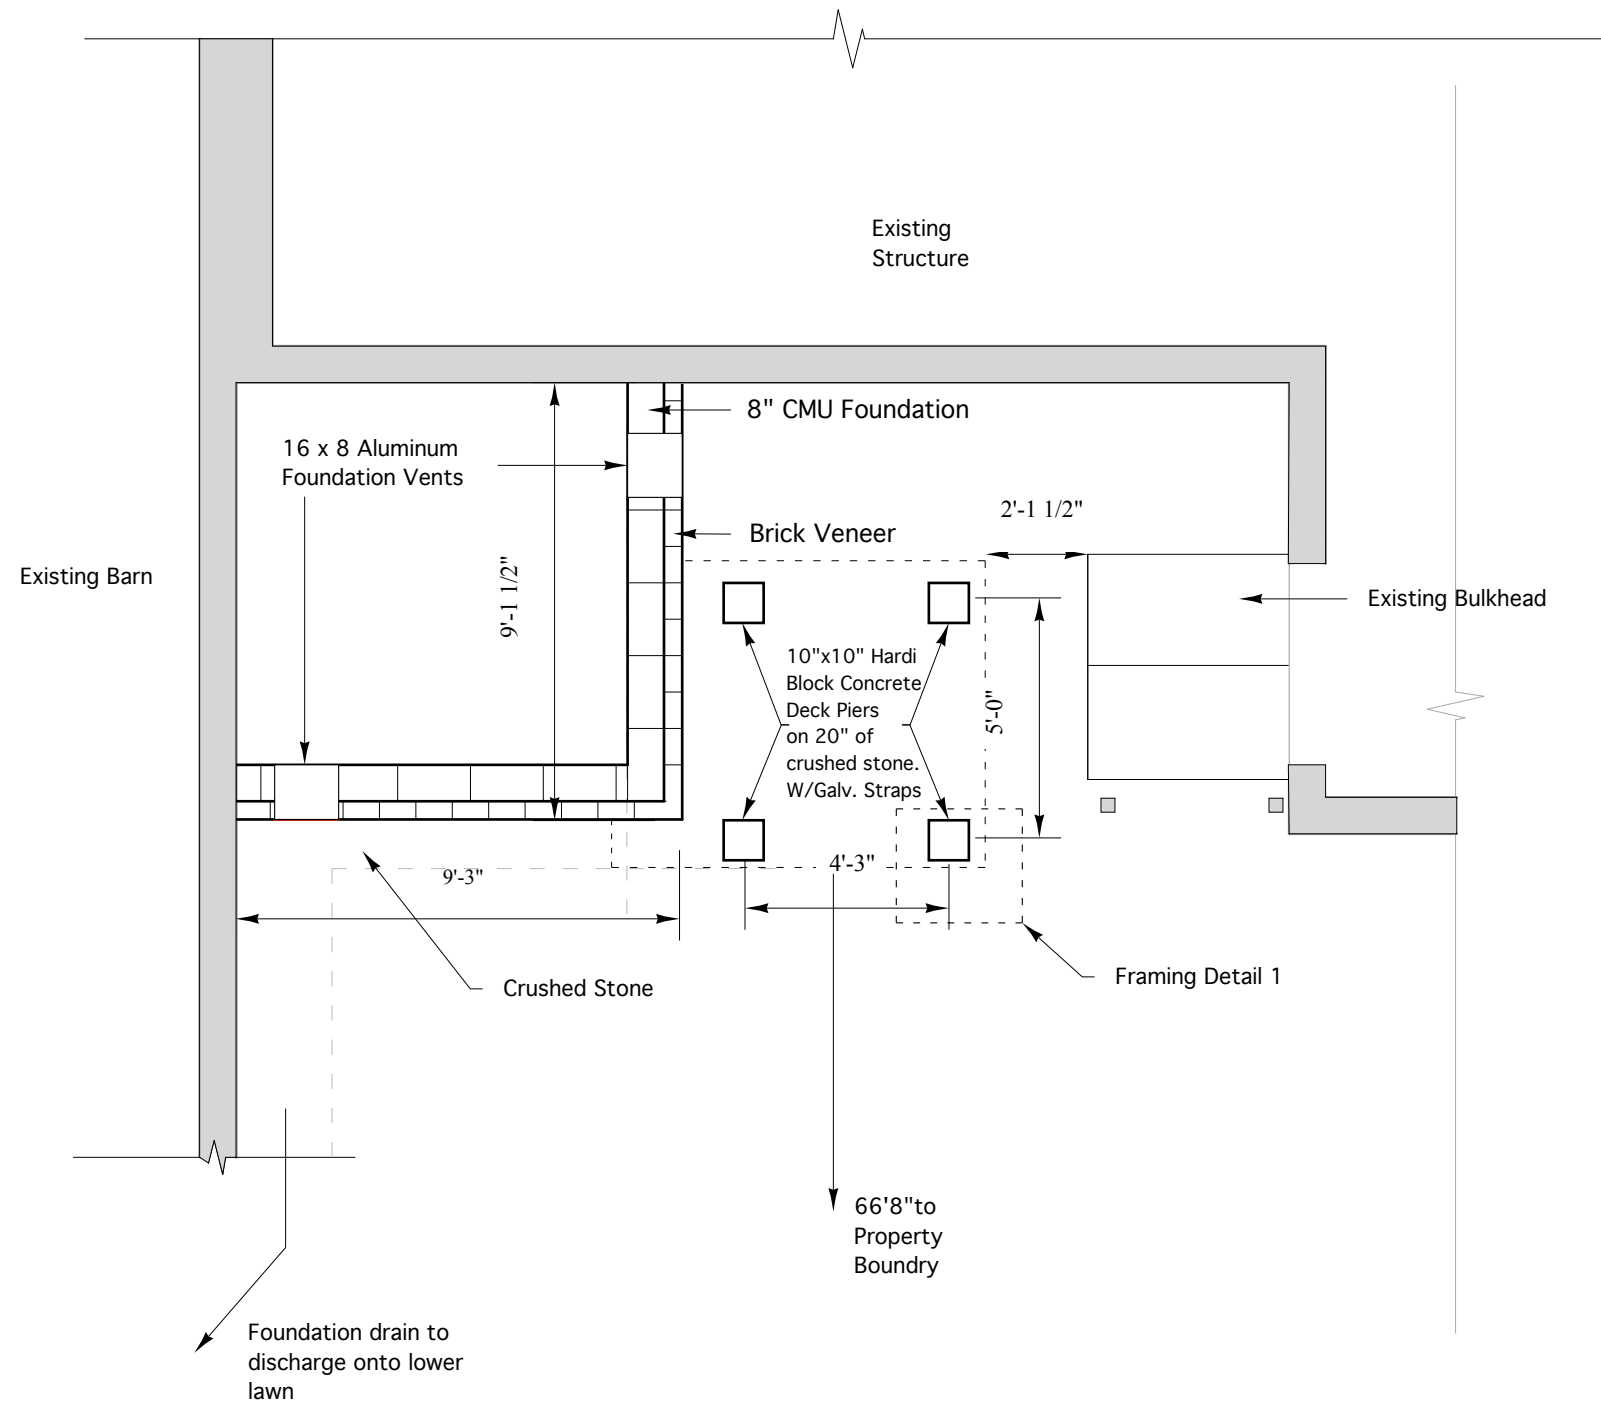 Existing
Structure
8" CMU Foundation
16 x 8 Aluminum
Foundation Vents
2'-1 1/2"
Brick Veneer
9'-1 1/2"
Existing Barn
Existing Bulkhead
10"x10" Hardi
Block Concrete
Deck Piers
on 20" of
crushed stone.
W/Galv. Straps
5'-0"
4'-3"
9'-3"
Crushed Stone
Framing Detail 1
66'8"to
Property
Boundry
Foundation drain to
discharge onto lower
lawn